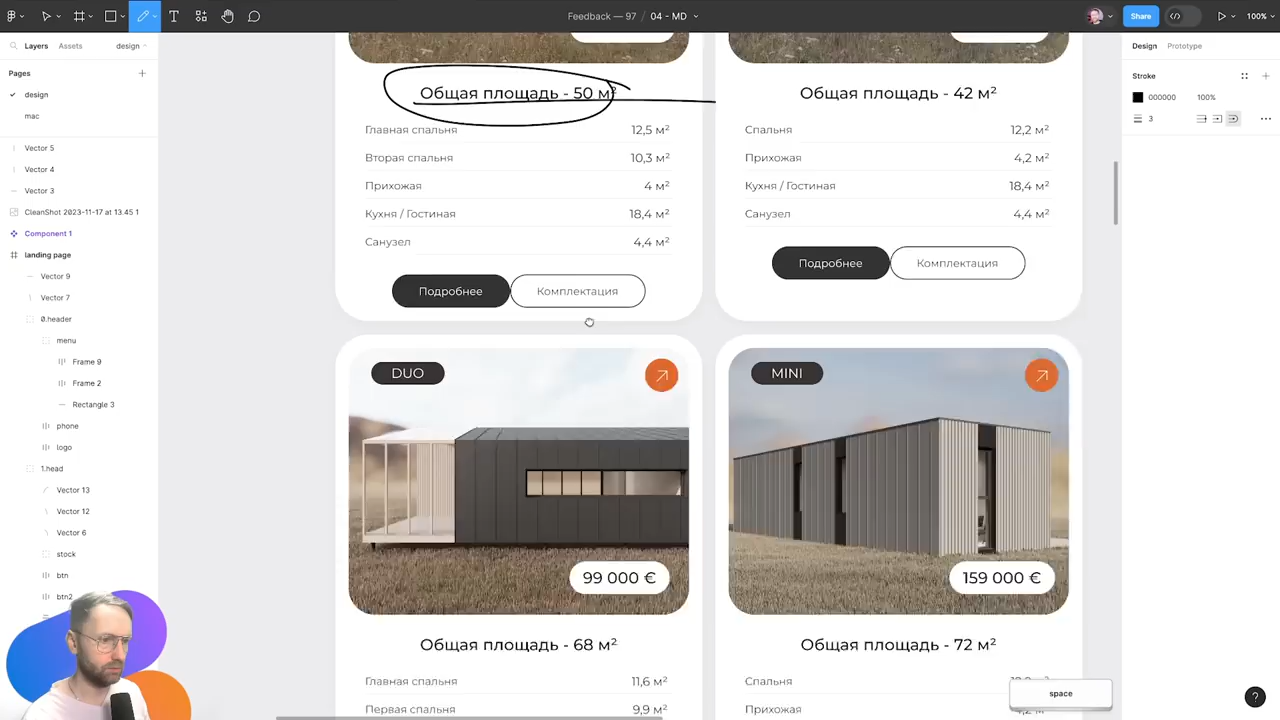 Feedback — 97 / 04 - MD
Share
100%
Layers Assets design
Design Prototype
Pages
design
mac
Stroke
000000 100%
3
Vector 5
Vector 4
Vector 3
CleanShot 2023-11-17 at 13.45 1
Component 1
landing page
Vector 9
Vector 7
0.header
menu
Frame 9
Frame 2
Rectangle 3
phone
logo
1.head
Vector 13
Vector 12
Vector 6
stock
btn
btn2
Общая площадь - 50 м²
Главная спальня 12,5 м²
Вторая спальня 10,3 м²
Прихожая 4 м²
Кухня / Гостиная 18,4 м²
Санузел 4,4 м²
Подробнее Комплектация
Общая площадь - 42 м²
Спальня 12,2 м²
Прихожая 4,2 м²
Кухня / Гостиная 18,4 м²
Санузел 4,4 м²
Подробнее Комплектация
DUO
99 000 €
Общая площадь - 68 м²
Главная спальня 11,6 м²
Первая спальня 9,9 м²
MINI
159 000 €
Общая площадь - 72 м²
Спальня
Прихожая
space
?